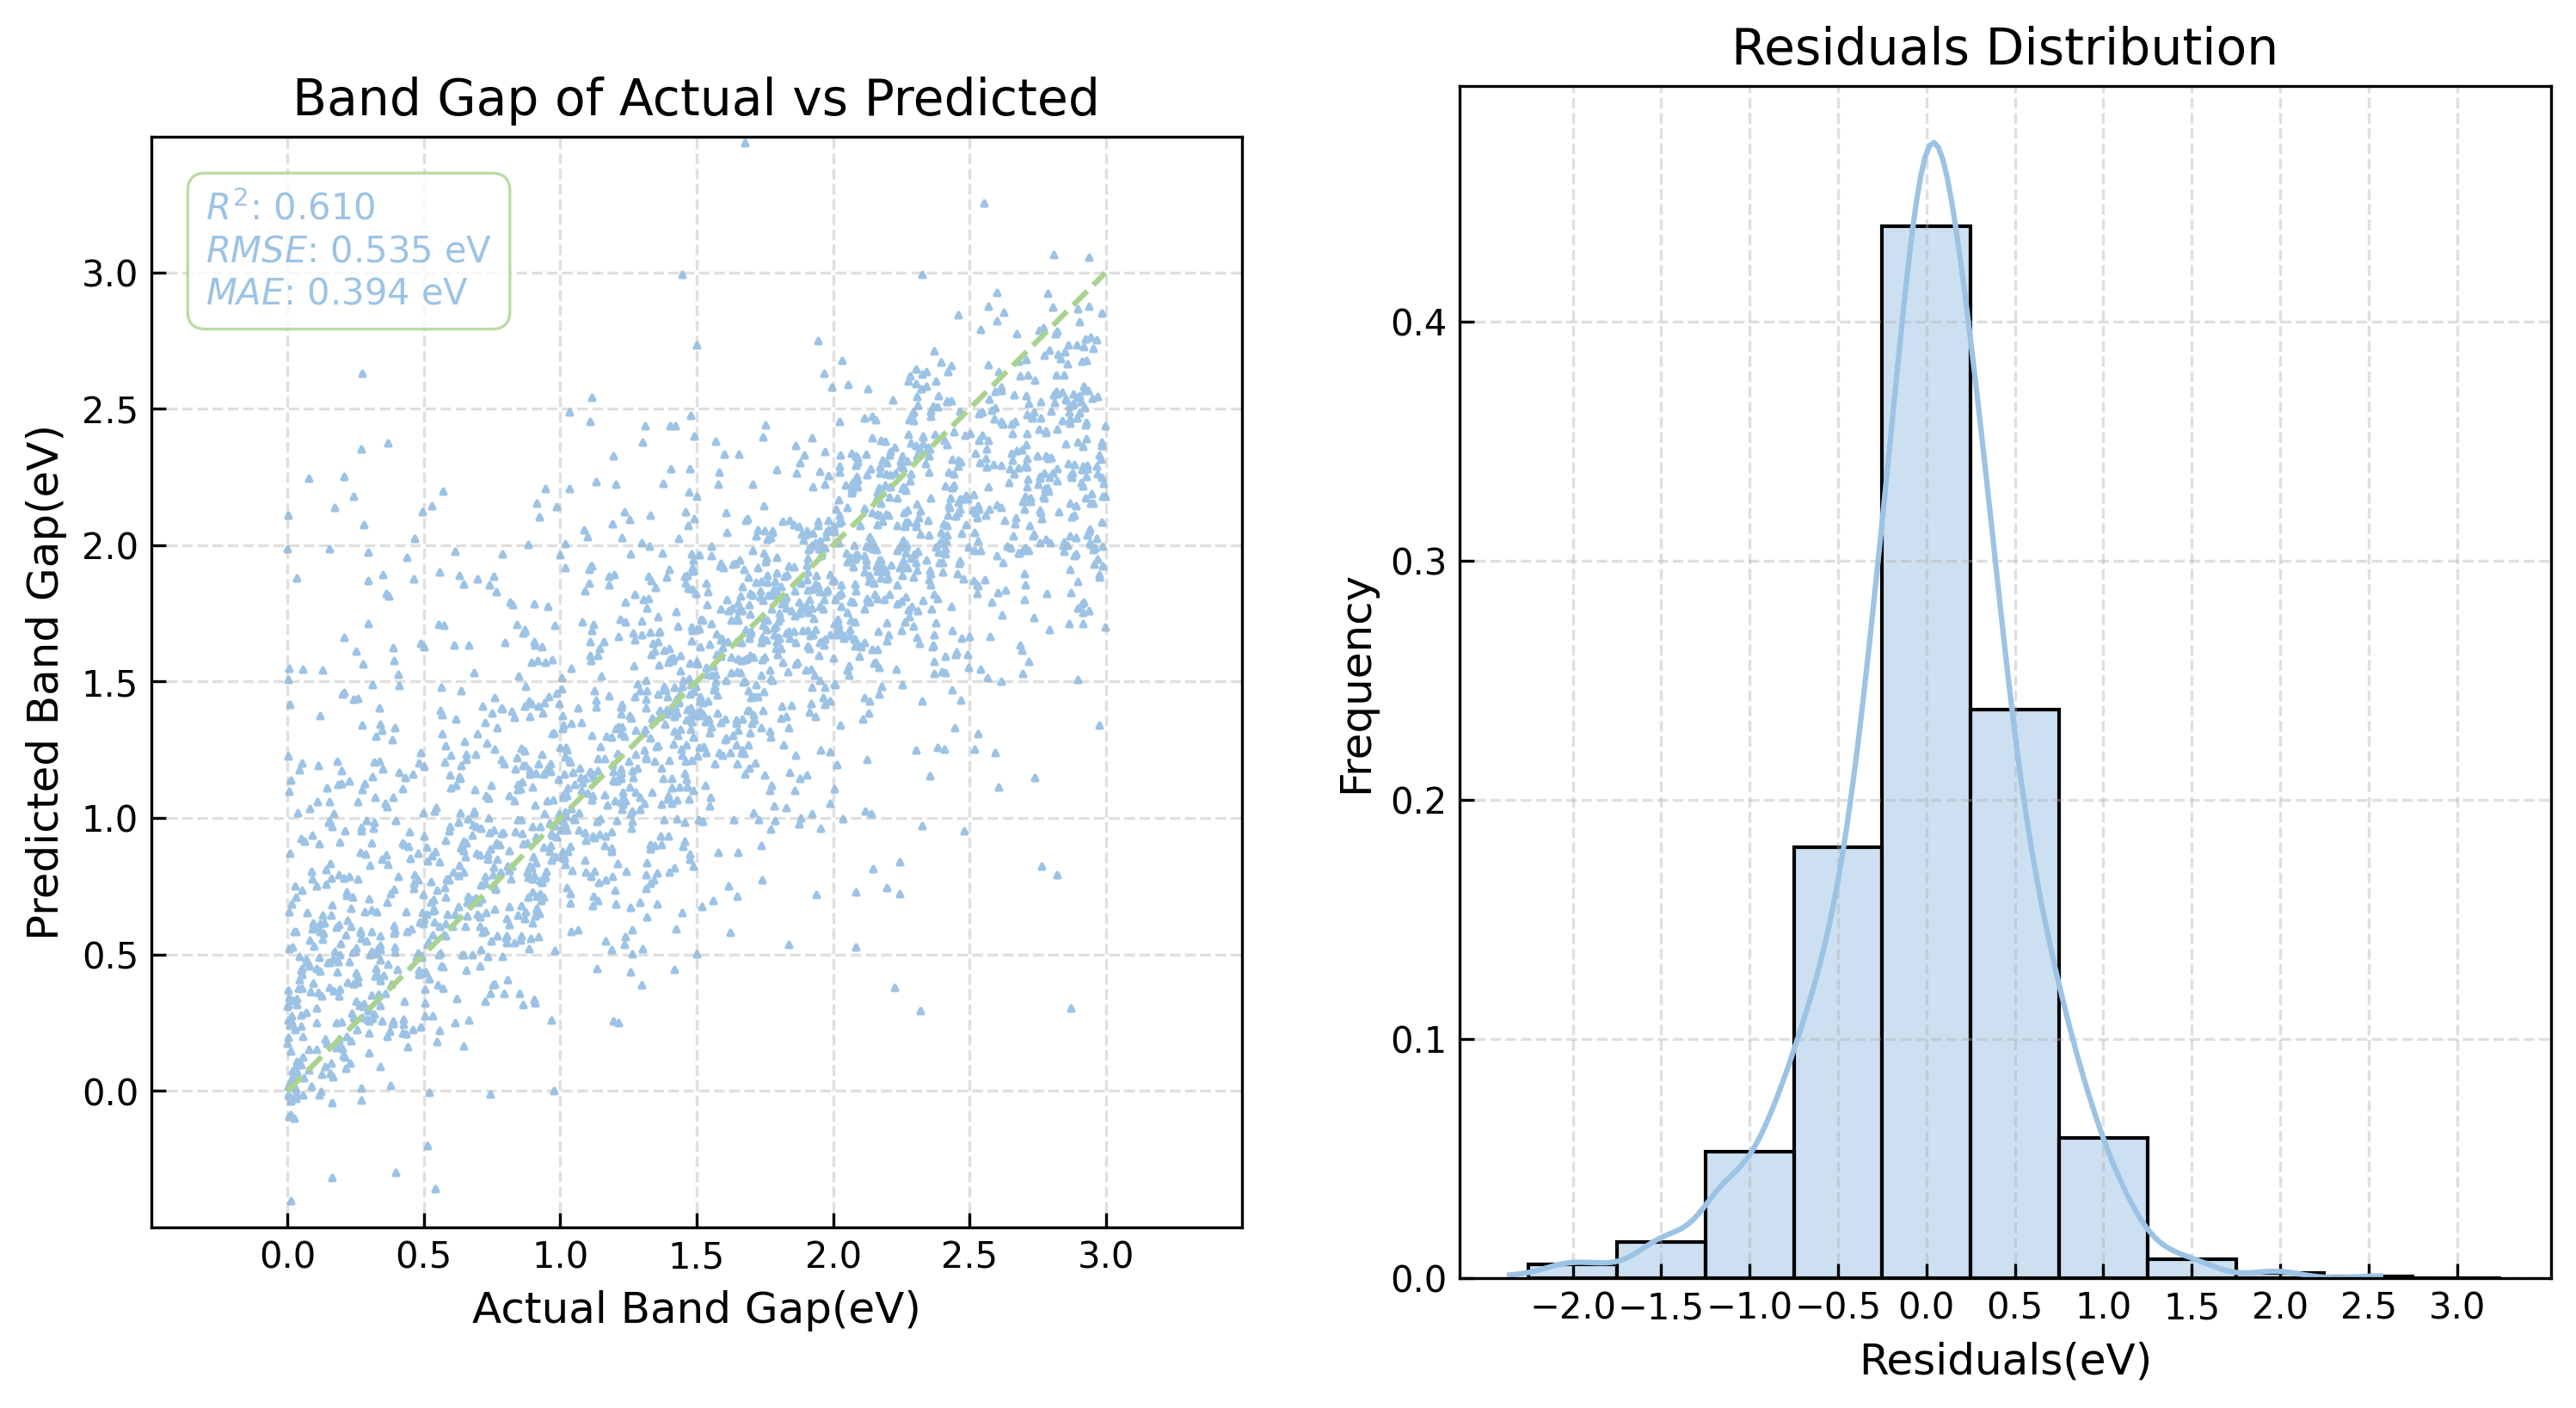 Band Gap of Actual vs Predicted
R²: 0.610
RMSE: 0.535 eV
MAE: 0.394 eV
Predicted Band Gap(eV)
3.0
2.5
2.0
1.5
1.0
0.5
0.0
0.0 0.5 1.0 1.5 2.0 2.5 3.0
Actual Band Gap(eV)
Residuals Distribution
Frequency
0.4
0.3
0.2
0.1
0.0
−2.0 −1.5 −1.0 −0.5 0.0 0.5 1.0 1.5 2.0 2.5 3.0
Residuals(eV)